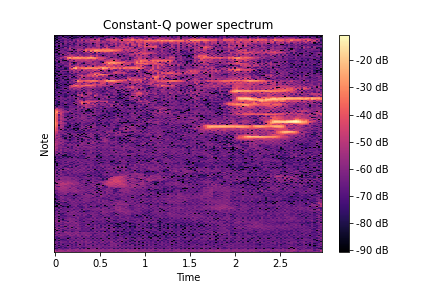 Constant-Q power spectrum
Note
-20 dB
-30 dB
-40 dB
-50 dB
-60 dB
-70 dB
-80 dB
-90 dB
0 0.5 1 1.5 2 2.5
Time